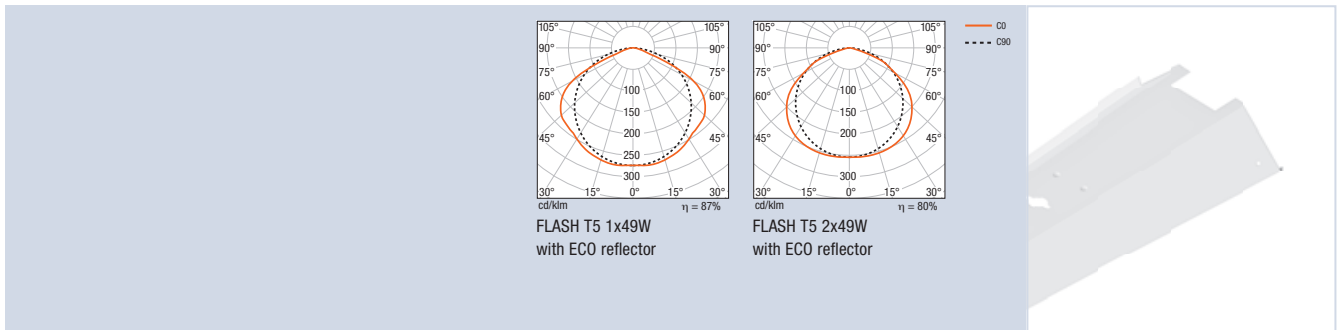 105° 105°
90° 90°
75° 75°
60° 60°
45° 45°
100
150
200
250
300
30° 15° 0° 15° 30°
cd/klm η = 87%
FLASH T5 1x49W
with ECO reflector
105° 105°
90° 90°
75° 75°
60° 60°
45° 45°
100
150
200
300
30° 15° 0° 15° 30°
cd/klm η = 80%
FLASH T5 2x49W
with ECO reflector
C0
C90